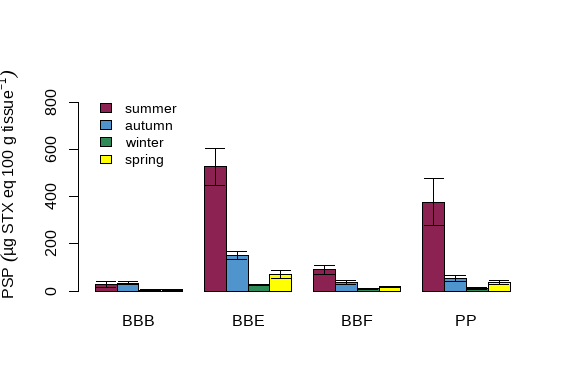 PSP (µg STX eq 100 g tissue⁻¹)
800
600
400
200
0
summer
autumn
winter
spring
BBB BBE BBF PP